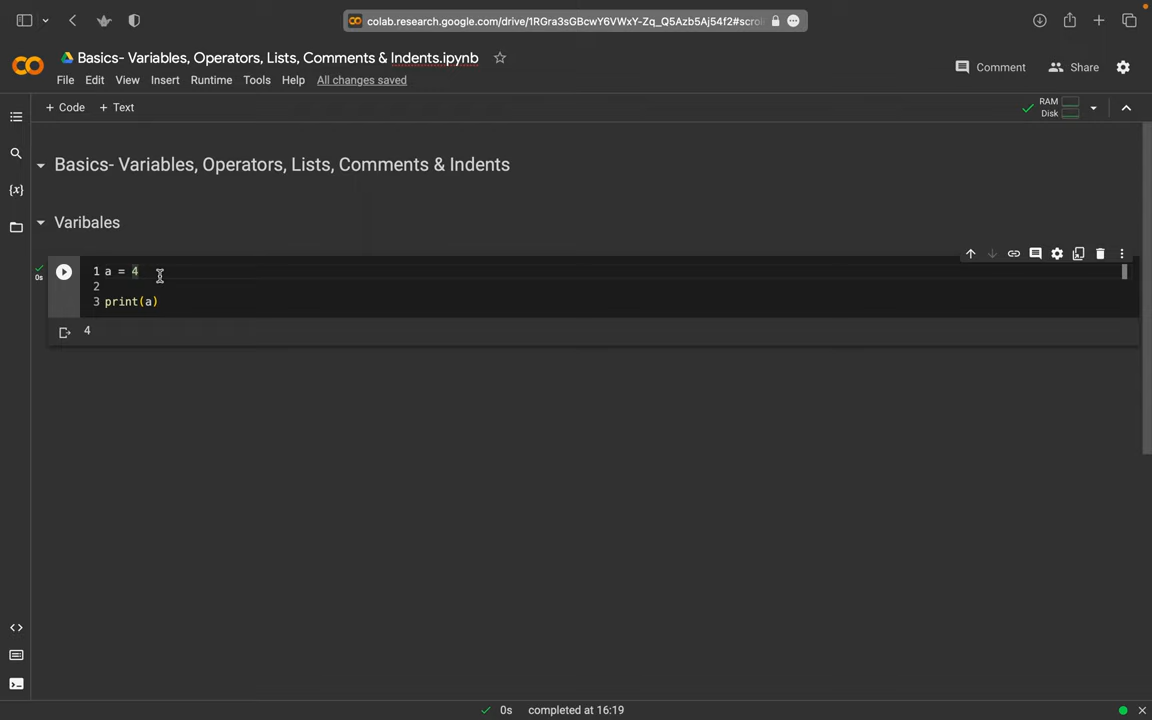 colab.research.google.com/drive/1RGra3sGBcwY6VWxY-Zq_Q5Azb5Aj54f2#scrol
Basics- Variables, Operators, Lists, Comments & Indents.ipynb
File Edit View Insert Runtime Tools Help All changes saved
Comment Share
+ Code + Text
RAM
Disk
Basics- Variables, Operators, Lists, Comments & Indents
{x}
Varibales
1 a = 4
0s
2
3 print(a)
4
0s completed at 16:19